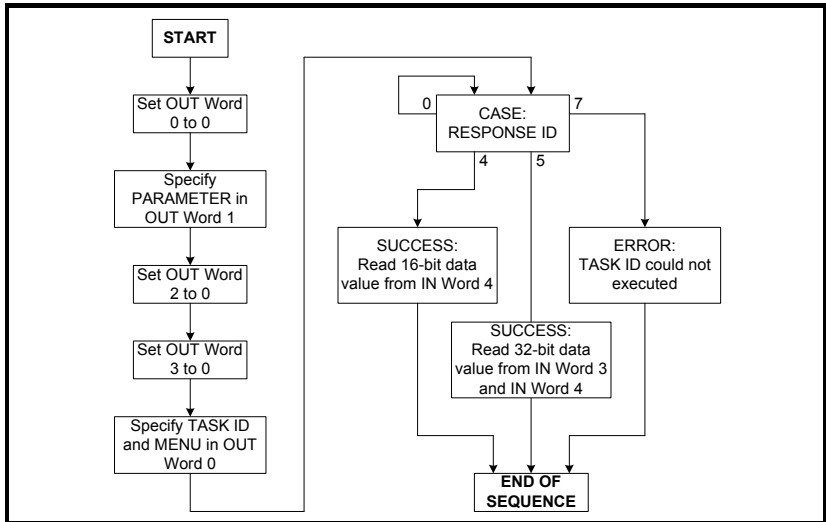 START
Set OUT Word
0 to 0
Specify
PARAMETER in
OUT Word 1
Set OUT Word
2 to 0
Set OUT Word
3 to 0
Specify TASK ID
and MENU in OUT
Word 0
0
CASE:
RESPONSE ID
7
4
5
SUCCESS:
Read 16-bit data
value from IN Word 4
ERROR:
TASK ID could not
executed
SUCCESS:
Read 32-bit data
value from IN Word 3
and IN Word 4
END OF
SEQUENCE